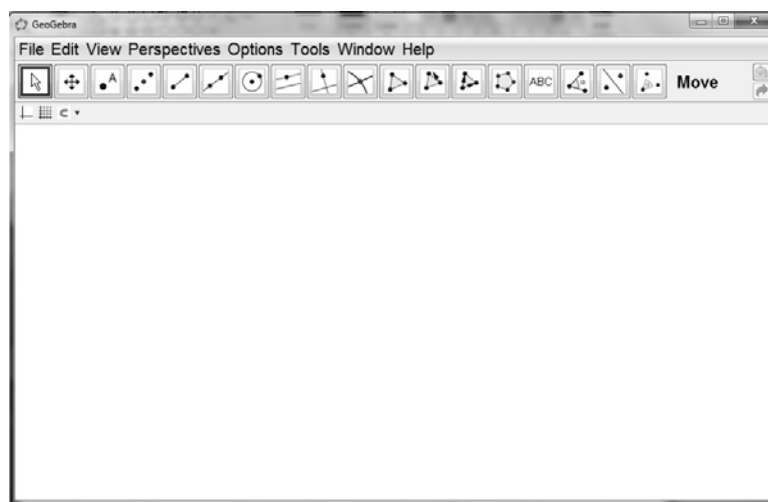 GeoGebra
File Edit View Perspectives Options Tools Window Help
A ABC Move